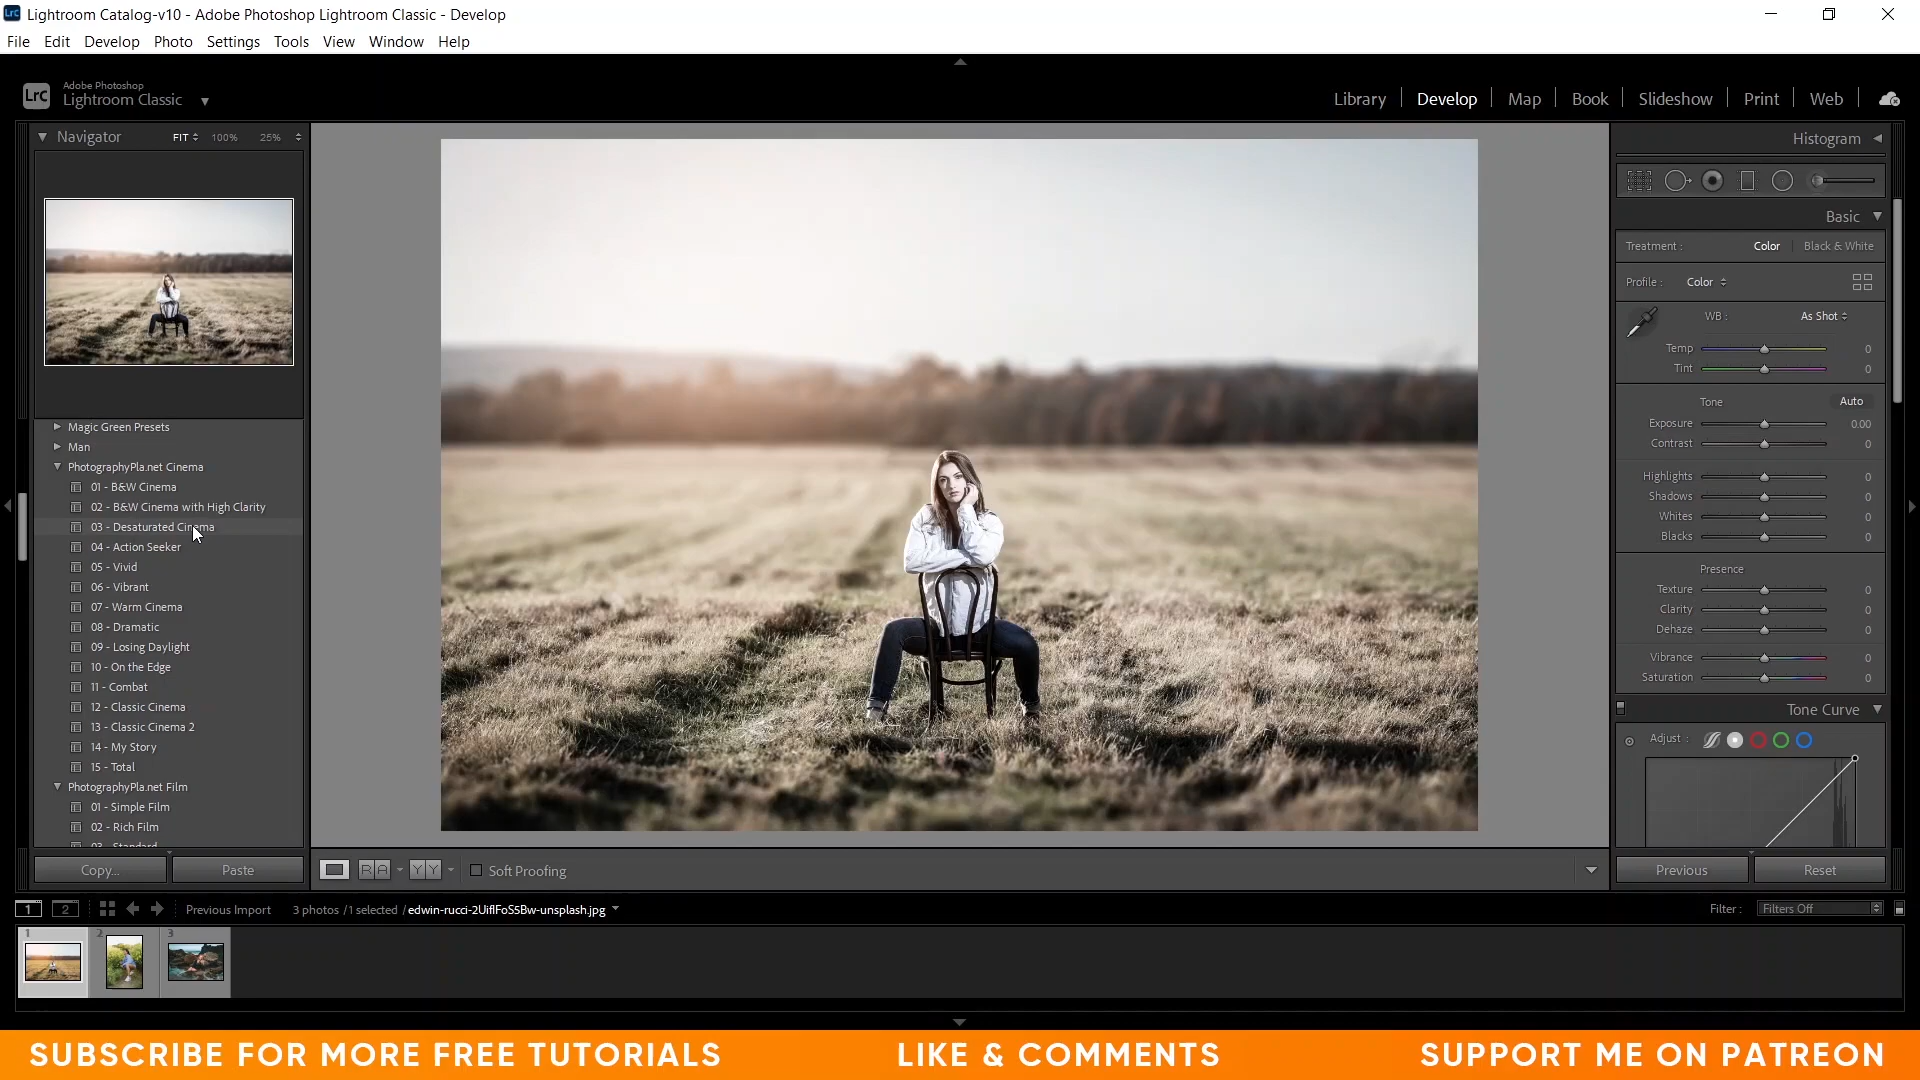 Lightroom Catalog-v10 - Adobe Photoshop Lightroom Classic - Develop
File Edit Develop Photo Settings Tools View Window Help
LrC Adobe Photoshop
Lightroom Classic
Library Develop Map Book Slideshow Print Web
Navigator FIT 100% 25%
Magic Green Presets
Man
PhotographyPla.net Cinema
01 - B&W Cinema
02 - B&W Cinema with High Clarity
03 - Desaturated Cinema
04 - Action Seeker
05 - Vivid
06 - Vibrant
07 - Warm Cinema
08 - Dramatic
09 - Losing Daylight
10 - On the Edge
11 - Combat
12 - Classic Cinema
13 - Classic Cinema 2
14 - My Story
15 - Total
PhotographyPla.net Film
01 - Simple Film
02 - Rich Film
03 - Standard
Copy... Paste
R A Y Y Soft Proofing
Histogram
Basic
Treatment : Color Black & White
Profile : Color
WB : As Shot
Temp 0
Tint 0
Tone Auto
Exposure 0.00
Contrast 0
Highlights 0
Shadows 0
Whites 0
Blacks 0
Presence
Texture 0
Clarity 0
Dehaze 0
Vibrance 0
Saturation 0
Tone Curve
Adjust :
Previous Reset
1 2 Previous Import 3 photos / 1 selected / edwin-rucci-2UiflFoS5Bw-unsplash.jpg Filter : Filters Off
1 2 3
SUBSCRIBE FOR MORE FREE TUTORIALS LIKE & COMMENTS SUPPORT ME ON PATREON